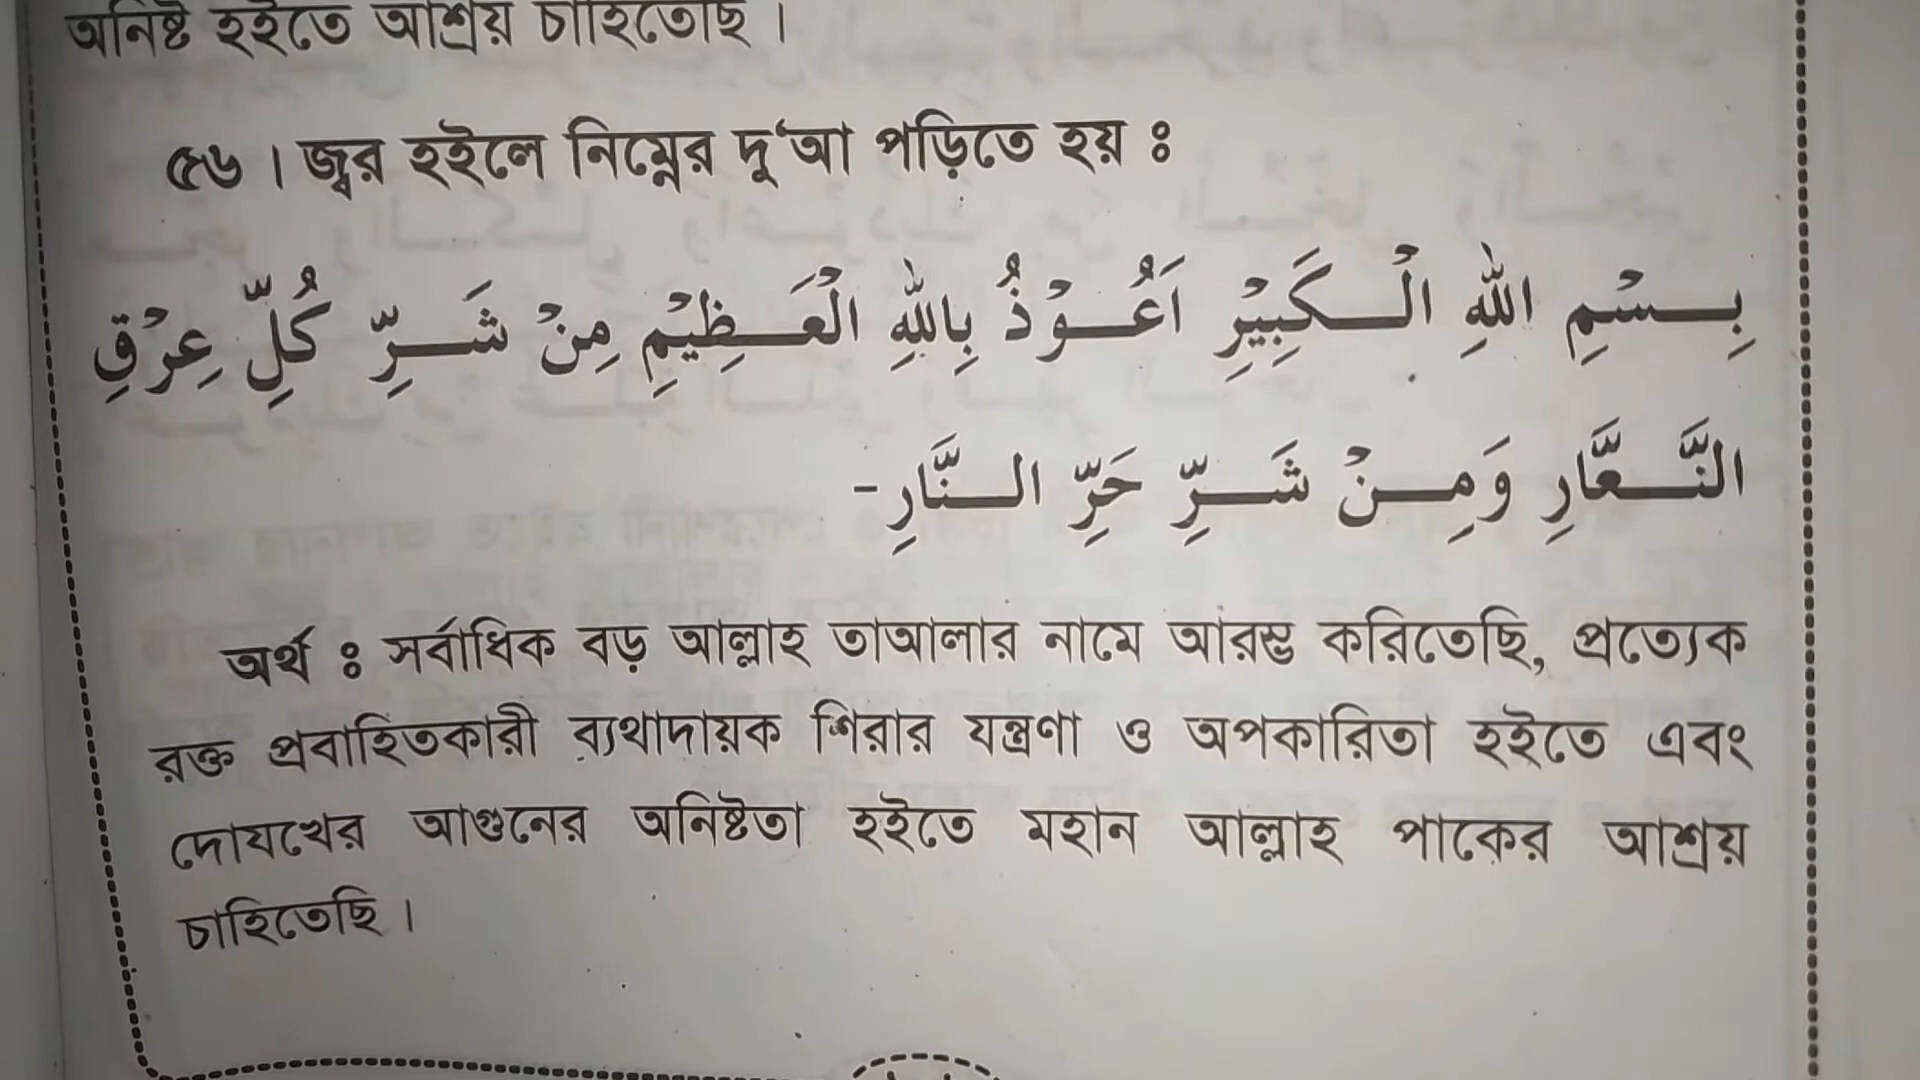 অনিষ্ট হইতে আশ্রয় চাহিতেছি ।
৫৬ । জ্বর হইলে নিম্নের দু‘আ পড়িতে হয় ঃ
بِسْمِ اللهِ الْكَبِيْرِ اَعُوْذُ بِاللهِ الْعَظِيْمِ مِنْ شَرِّ كُلِّ عِرْقِ
النَّعَّارِ وَمِنْ شَرِّ حَرِّ النَّارِ-
অর্থ ঃ সর্বাধিক বড় আল্লাহ তাআলার নামে আরম্ভ করিতেছি, প্রত্যেক
রক্ত প্রবাহিতকারী ব্যথাদায়ক শিরার যন্ত্রণা ও অপকারিতা হইতে এবং
দোযখের আগুনের অনিষ্টতা হইতে মহান আল্লাহ পাকের আশ্রয়
চাহিতেছি ।